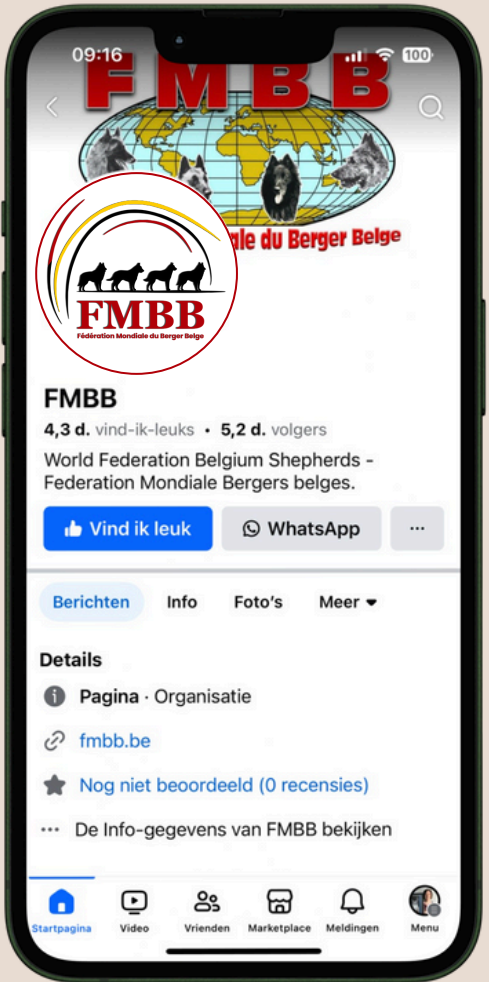 09:16
100
FMBB
ale du Berger Belge
FMBB
Fédération Mondiale du Berger Belge
FMBB
4,3 d. vind-ik-leuks • 5,2 d. volgers
World Federation Belgium Shepherds -
Federation Mondiale Bergers belges.
Vind ik leuk
WhatsApp
Berichten Info Foto's Meer
Details
Pagina · Organisatie
fmbb.be
Nog niet beoordeeld (0 recensies)
De Info-gegevens van FMBB bekijken
Startpagina Video Vrienden Marketplace Meldingen Menu